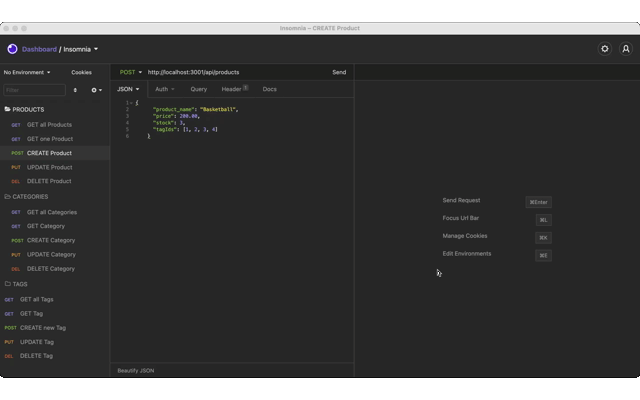 Insomnia – CREATE Product
Dashboard / Insomnia
No Environment Cookies
Filter
PRODUCTS
GET GET all Products
GET GET one Product
POST CREATE Product
PUT UPDATE Product
DEL DELETE Product
CATEGORIES
GET GET all Categories
GET GET Category
POST CREATE Category
PUT UPDATE Category
DEL DELETE Category
TAGS
GET GET all Tags
GET GET Tag
POST CREATE new Tag
PUT UPDATE Tag
DEL DELETE Tag
POST http://localhost:3001/api/products Send
JSON Auth Query Header Docs
1 {
2 "product_name": "Basketball",
3 "price": 200.00,
4 "stock": 3,
5 "tagIds": [1, 2, 3, 4]
6 }
Beautify JSON
Send Request ⌘Enter
Focus Url Bar ⌘L
Manage Cookies ⌘K
Edit Environments ⌘E